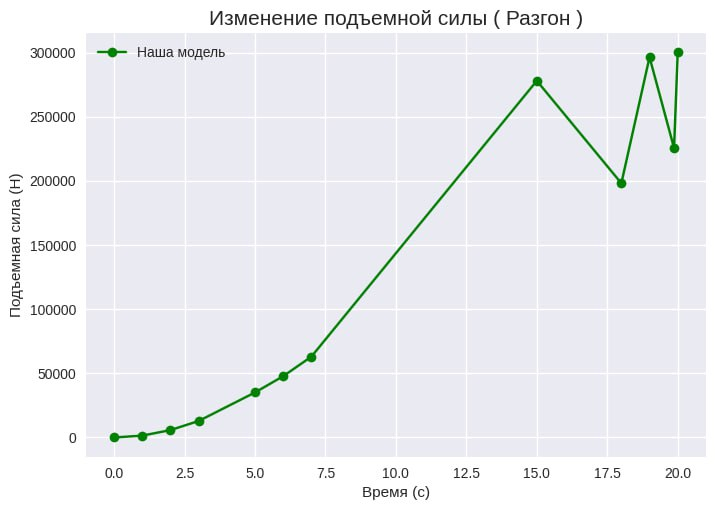 Изменение подъемной силы ( Разгон )
Наша модель
300000
250000
200000
150000
100000
50000
0
Подъемная сила (Н)
0.0 2.5 5.0 7.5 10.0 12.5 15.0 17.5 20.0
Время (с)